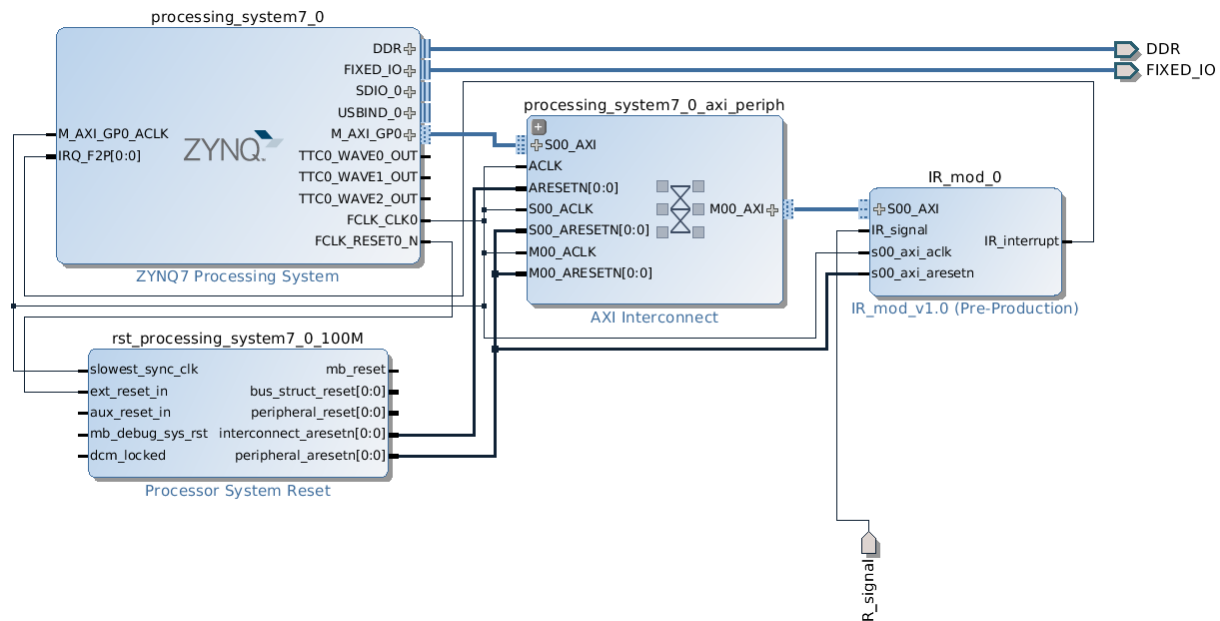 processing_system7_0
DDR
FIXED_IO
SDIO_0
USBIND_0
M_AXI_GP0_ACLK
M_AXI_GP0
IRQ_F2P[0:0]
ZYNQ.
TTC0_WAVE0_OUT
TTC0_WAVE1_OUT
TTC0_WAVE2_OUT
FCLK_CLK0
FCLK_RESET0_N
ZYNQ7 Processing System
DDR
FIXED_IO
processing_system7_0_axi_periph
S00_AXI
ACLK
ARESETN[0:0]
S00_ACLK
S00_ARESETN[0:0]
M00_ACLK
M00_ARESETN[0:0]
M00_AXI
AXI Interconnect
IR_mod_0
S00_AXI
IR_signal
s00_axi_aclk
s00_axi_aresetn
IR_interrupt
IR_mod_v1.0 (Pre-Production)
rst_processing_system7_0_100M
slowest_sync_clk
ext_reset_in
aux_reset_in
mb_debug_sys_rst
dcm_locked
mb_reset
bus_struct_reset[0:0]
peripheral_reset[0:0]
interconnect_aresetn[0:0]
peripheral_aresetn[0:0]
Processor System Reset
R_signal